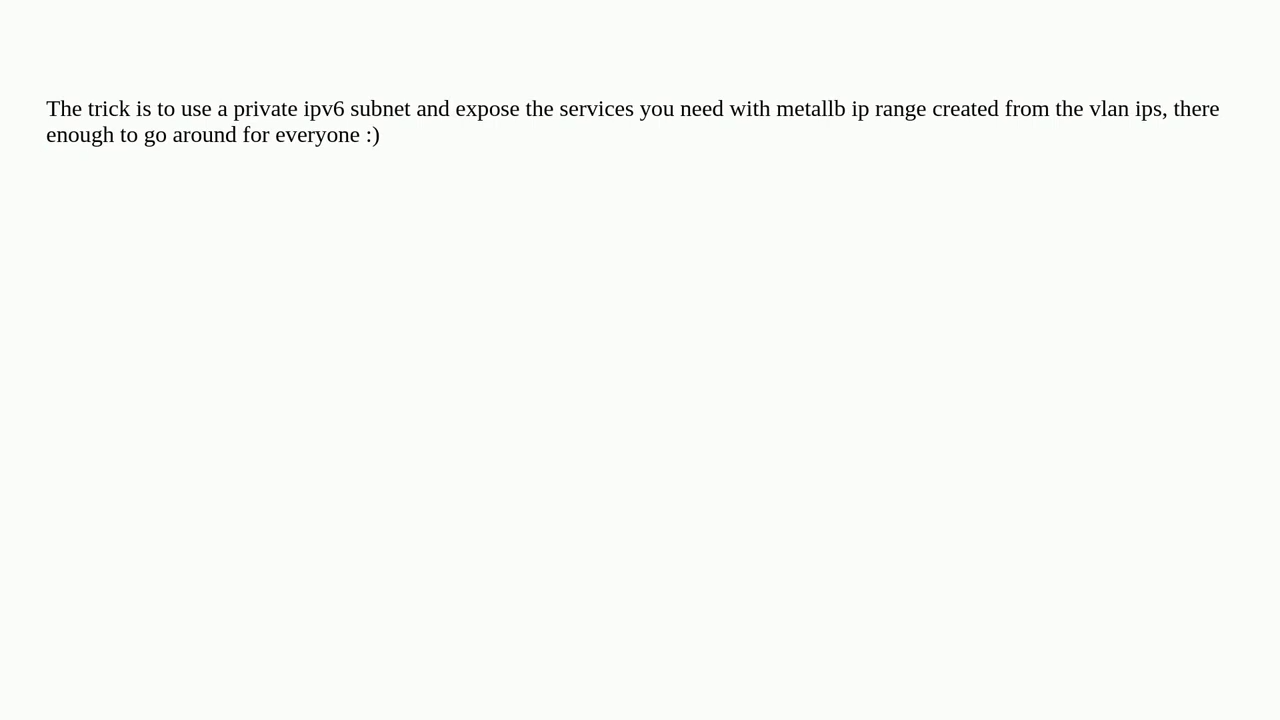 The trick is to use a private ipv6 subnet and expose the services you need with metallb ip range created from the vlan ips, there
enough to go around for everyone :)